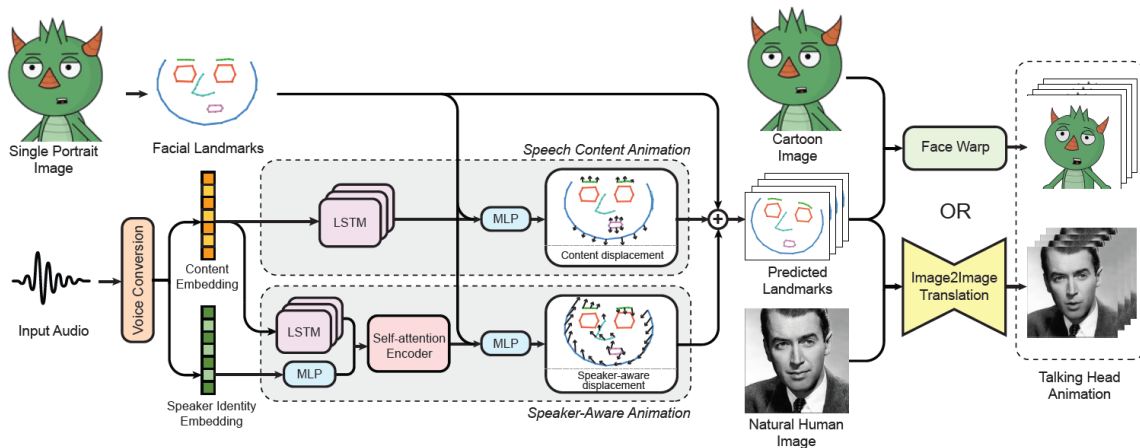 Single Portrait
Image
Facial Landmarks
Speech Content Animation
LSTM
MLP
Content displacement
Content
Embedding
Voice Conversion
Input Audio
LSTM
MLP
Self-attention
Encoder
MLP
Speaker-aware
displacement
Speaker Identity
Embedding
Speaker-Aware Animation
Cartoon
Image
Predicted
Landmarks
Natural Human
Image
Face Warp
OR
Image2Image
Translation
Talking Head
Animation